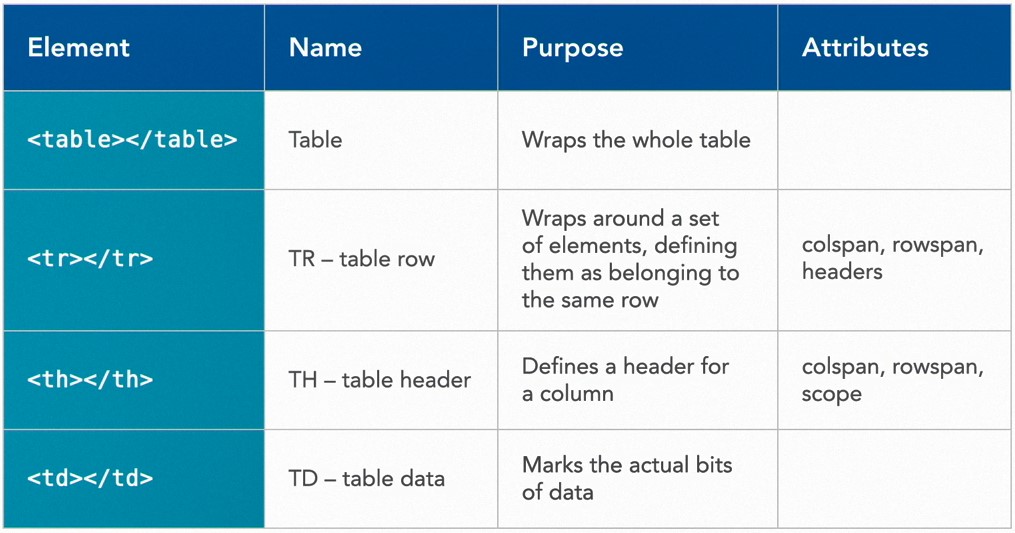 Element Name Purpose Attributes
<table></table> Table Wraps the whole table
<tr></tr> TR – table row Wraps around a set
of elements, defining
them as belonging to
the same row
colspan, rowspan,
headers
<th></th> TH – table header Defines a header for
a column
colspan, rowspan,
scope
<td></td> TD – table data Marks the actual bits
of data